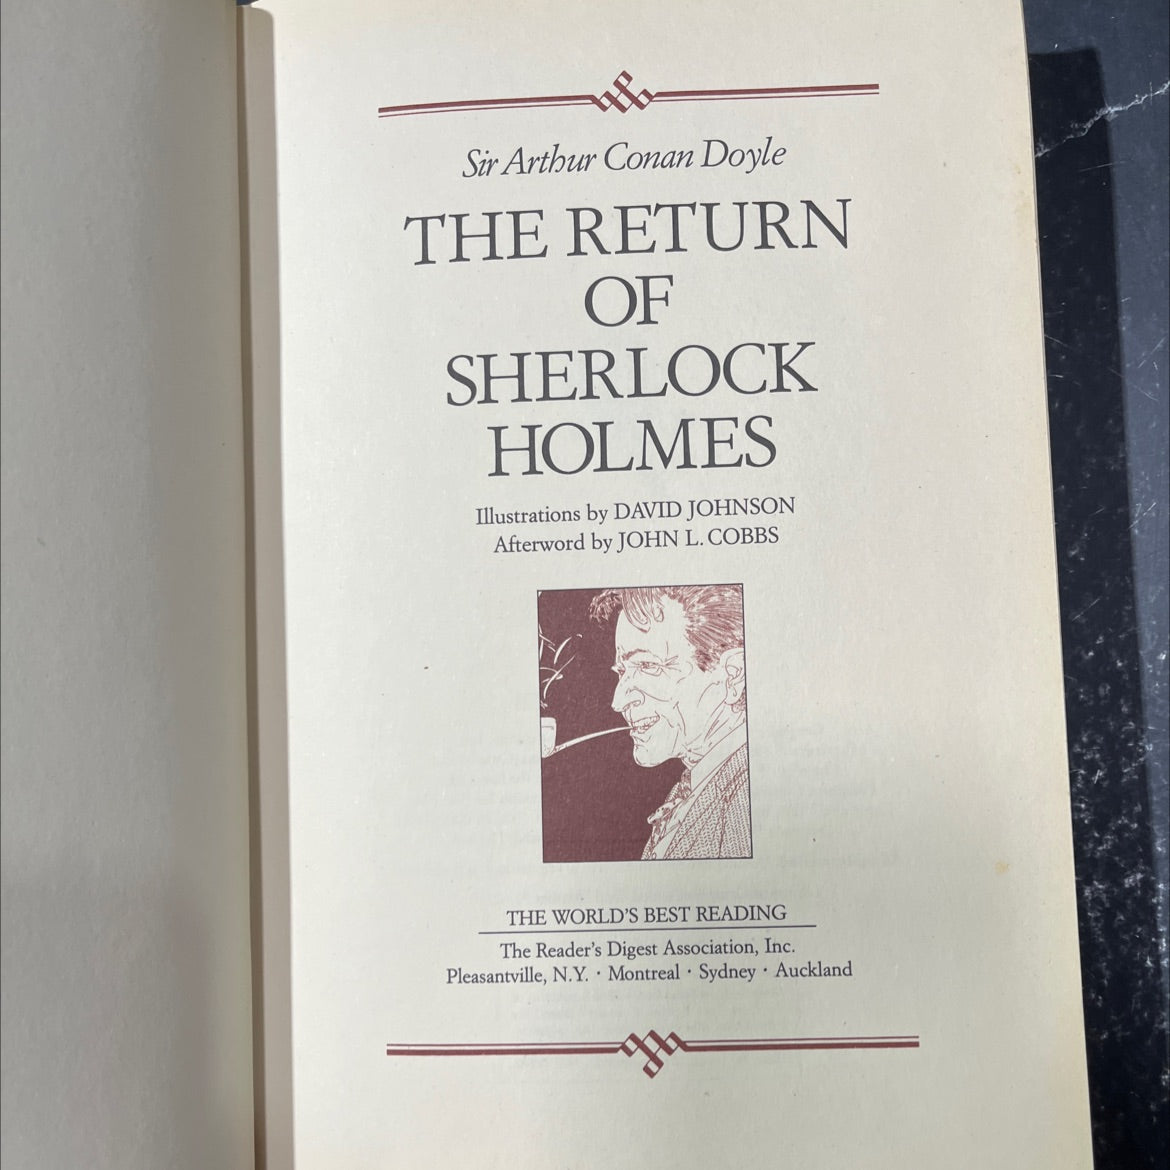 Sir Arthur Conan Doyle
THE RETURN
OF
SHERLOCK
HOLMES
Illustrations by DAVID JOHNSON
Afterword by JOHN L. COBBS
THE WORLD'S BEST READING
The Reader's Digest Association, Inc.
Pleasantville, N.Y. · Montreal · Sydney · Auckland